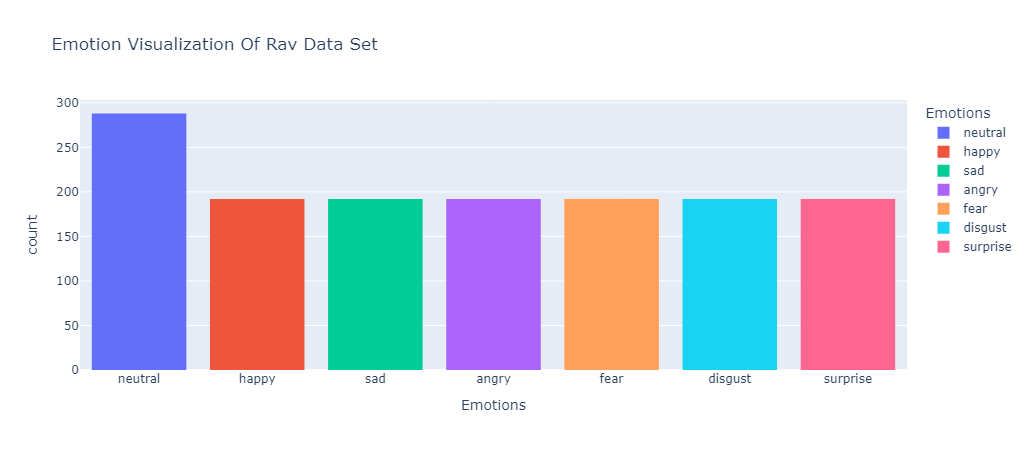 Emotion Visualization Of Rav Data Set
300
250
200
150
100
50
0
count
neutral happy sad angry fear disgust surprise
Emotions
Emotions
neutral
happy
sad
angry
fear
disgust
surprise